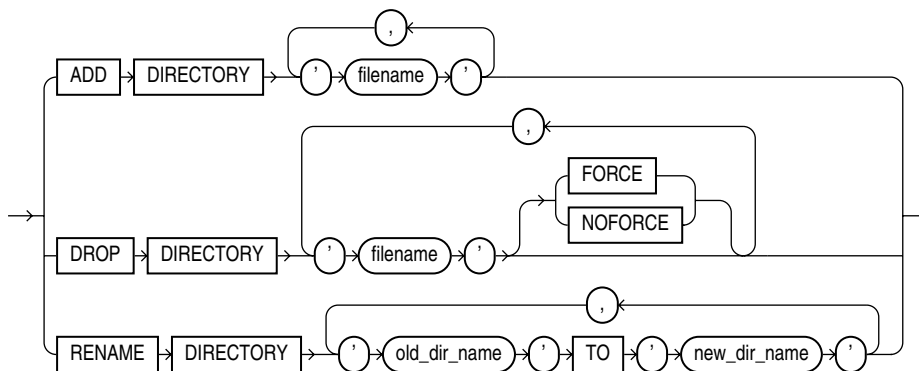 ,
ADD DIRECTORY ' filename '
,
FORCE
NOFORCE
DROP DIRECTORY ' filename '
,
RENAME DIRECTORY ' old_dir_name ' TO ' new_dir_name '